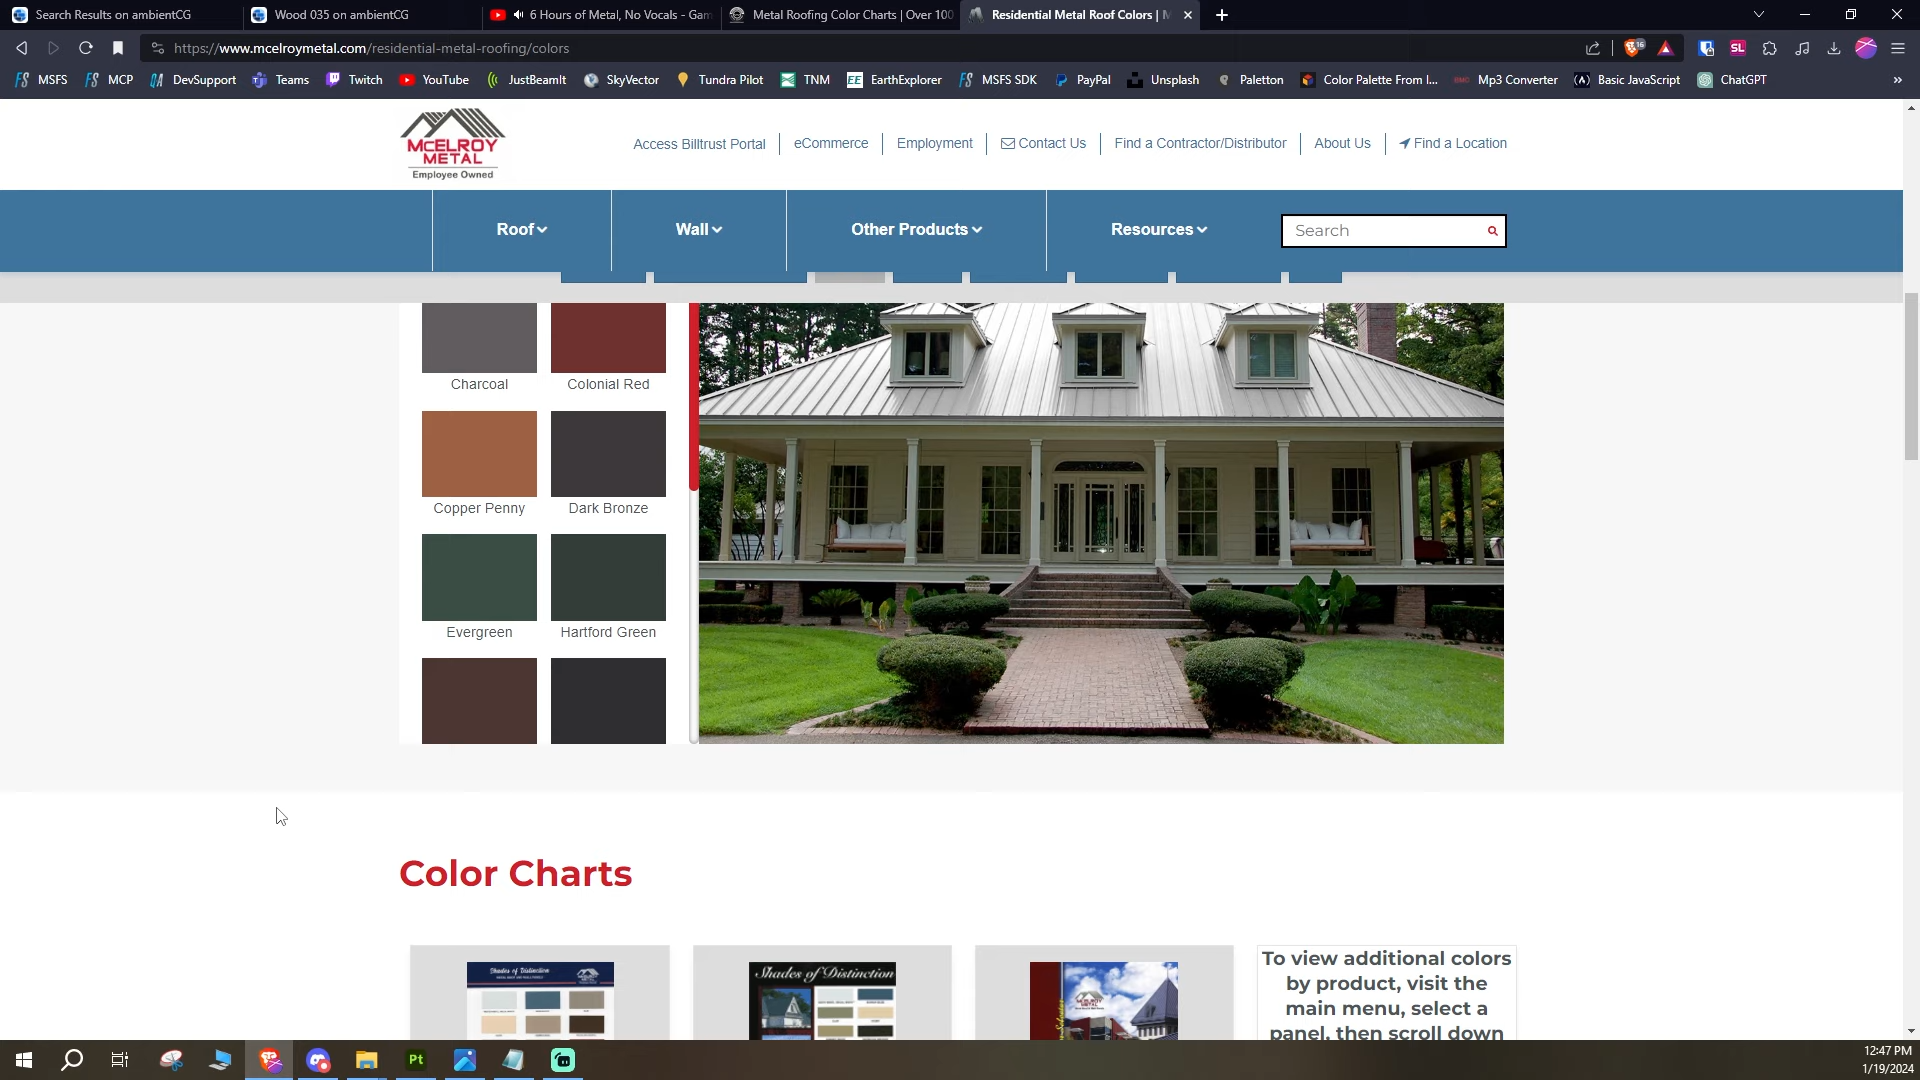 Search Results on ambientCG
Wood 035 on ambientCG
6 Hours of Metal, No Vocals - Gam
Metal Roofing Color Charts | Over 100
Residential Metal Roof Colors | M
https://www.mcelroymetal.com/residential-metal-roofing/colors
MSFS
MCP
DevSupport
Teams
Twitch
YouTube
JustBeamIt
SkyVector
Tundra Pilot
TNM
EE EarthExplorer
MSFS SDK
PayPal
Unsplash
Paletton
Color Palette From I...
Mp3 Converter
Basic JavaScript
ChatGPT
MCELROY
METAL
Employee Owned
Access Billtrust Portal
eCommerce
Employment
Contact Us
Find a Contractor/Distributor
About Us
Find a Location
Roof
Wall
Other Products
Resources
Search
Charcoal
Colonial Red
Copper Penny
Dark Bronze
Evergreen
Hartford Green
Color Charts
Shades of Distinction
Shades of Distinction
To view additional colors
by product, visit the
main menu, select a
panel, then scroll down
Pt
12:47 PM
1/19/2024